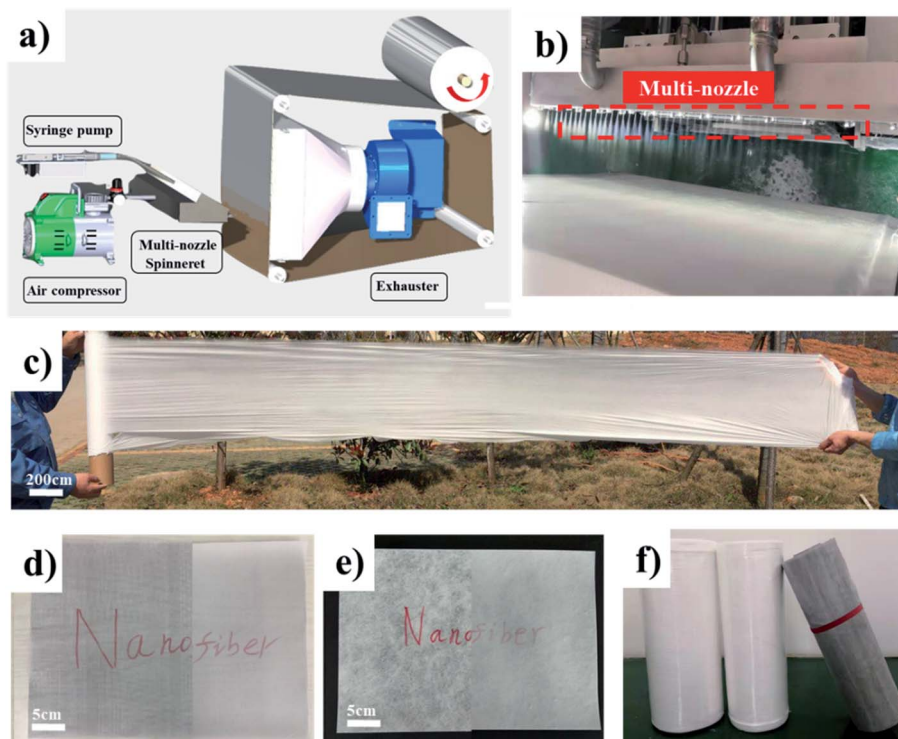 a)
Syringe pump
Multi-nozzle
Spinneret
Air compressor
Exhauster
b)
Multi-nozzle
c)
200cm
d)
Nanofiber
5cm
e)
Nanofiber
5cm
f)